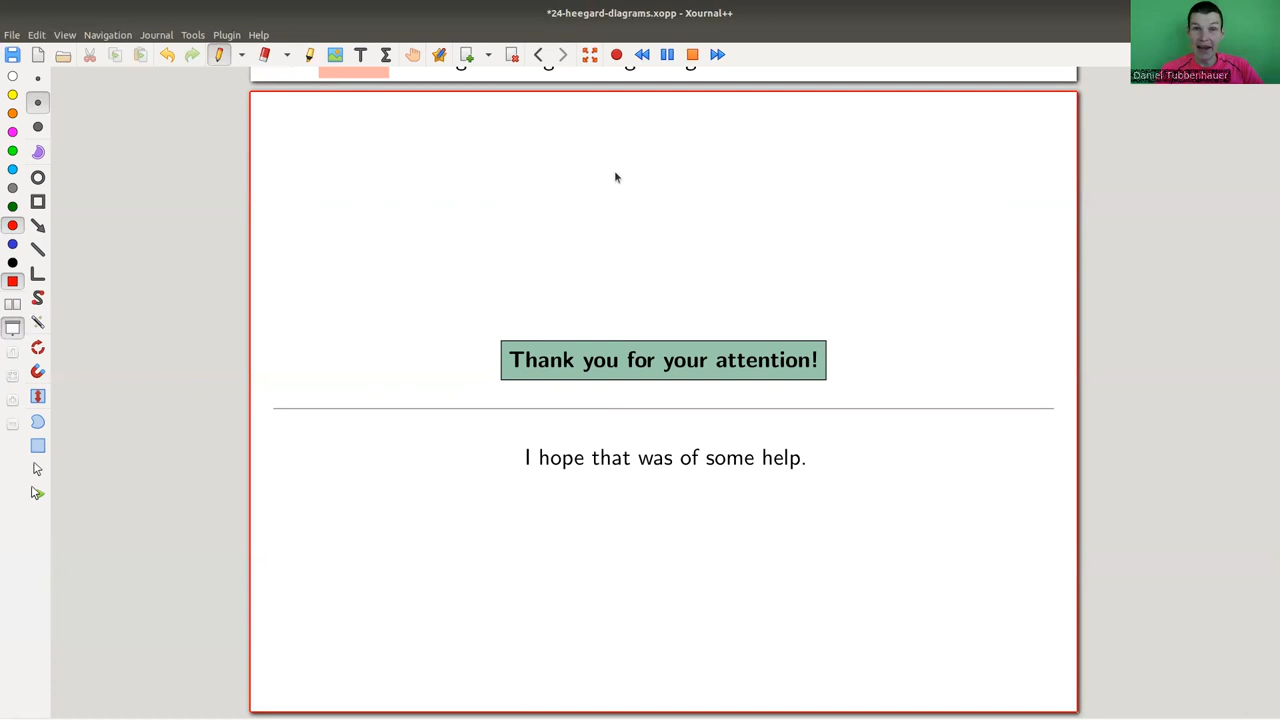 *24-heegard-diagrams.xopp - Xournal++
File Edit View Navigation Journal Tools Plugin Help
Daniel Tubbenhauer
Thank you for your attention!
I hope that was of some help.